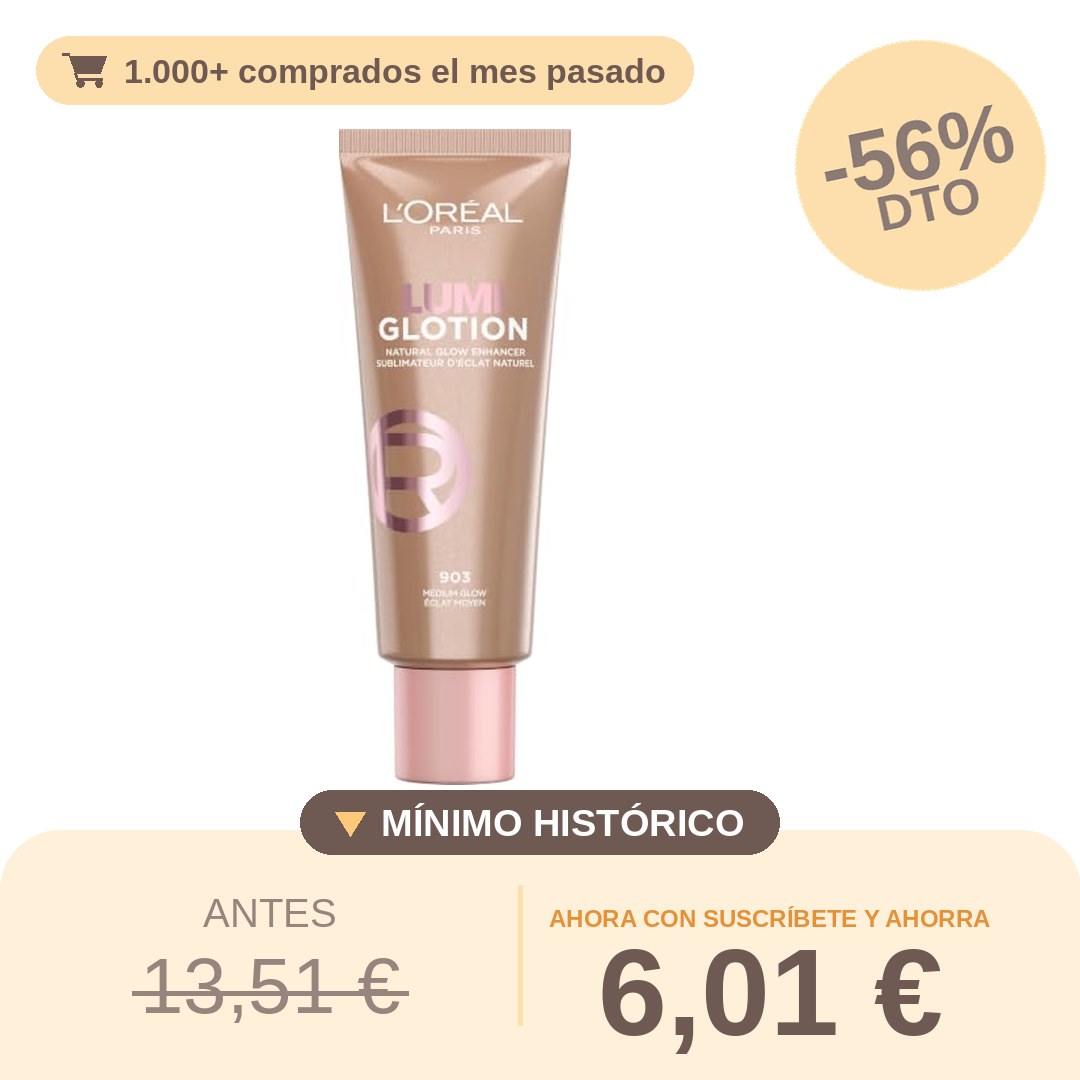 1.000+ comprados el mes pasado
-56%
DTO
L'ORÉAL
PARIS
LUMI
GLOTION
NATURAL GLOW ENHANCER
SUBLIMATEUR D'ÉCLAT NATUREL
R
903
MEDIUM GLOW
ÉCLAT MOYEN
MÍNIMO HISTÓRICO
ANTES
13,51 €
AHORA CON SUSCRÍBETE Y AHORRA
6,01 €